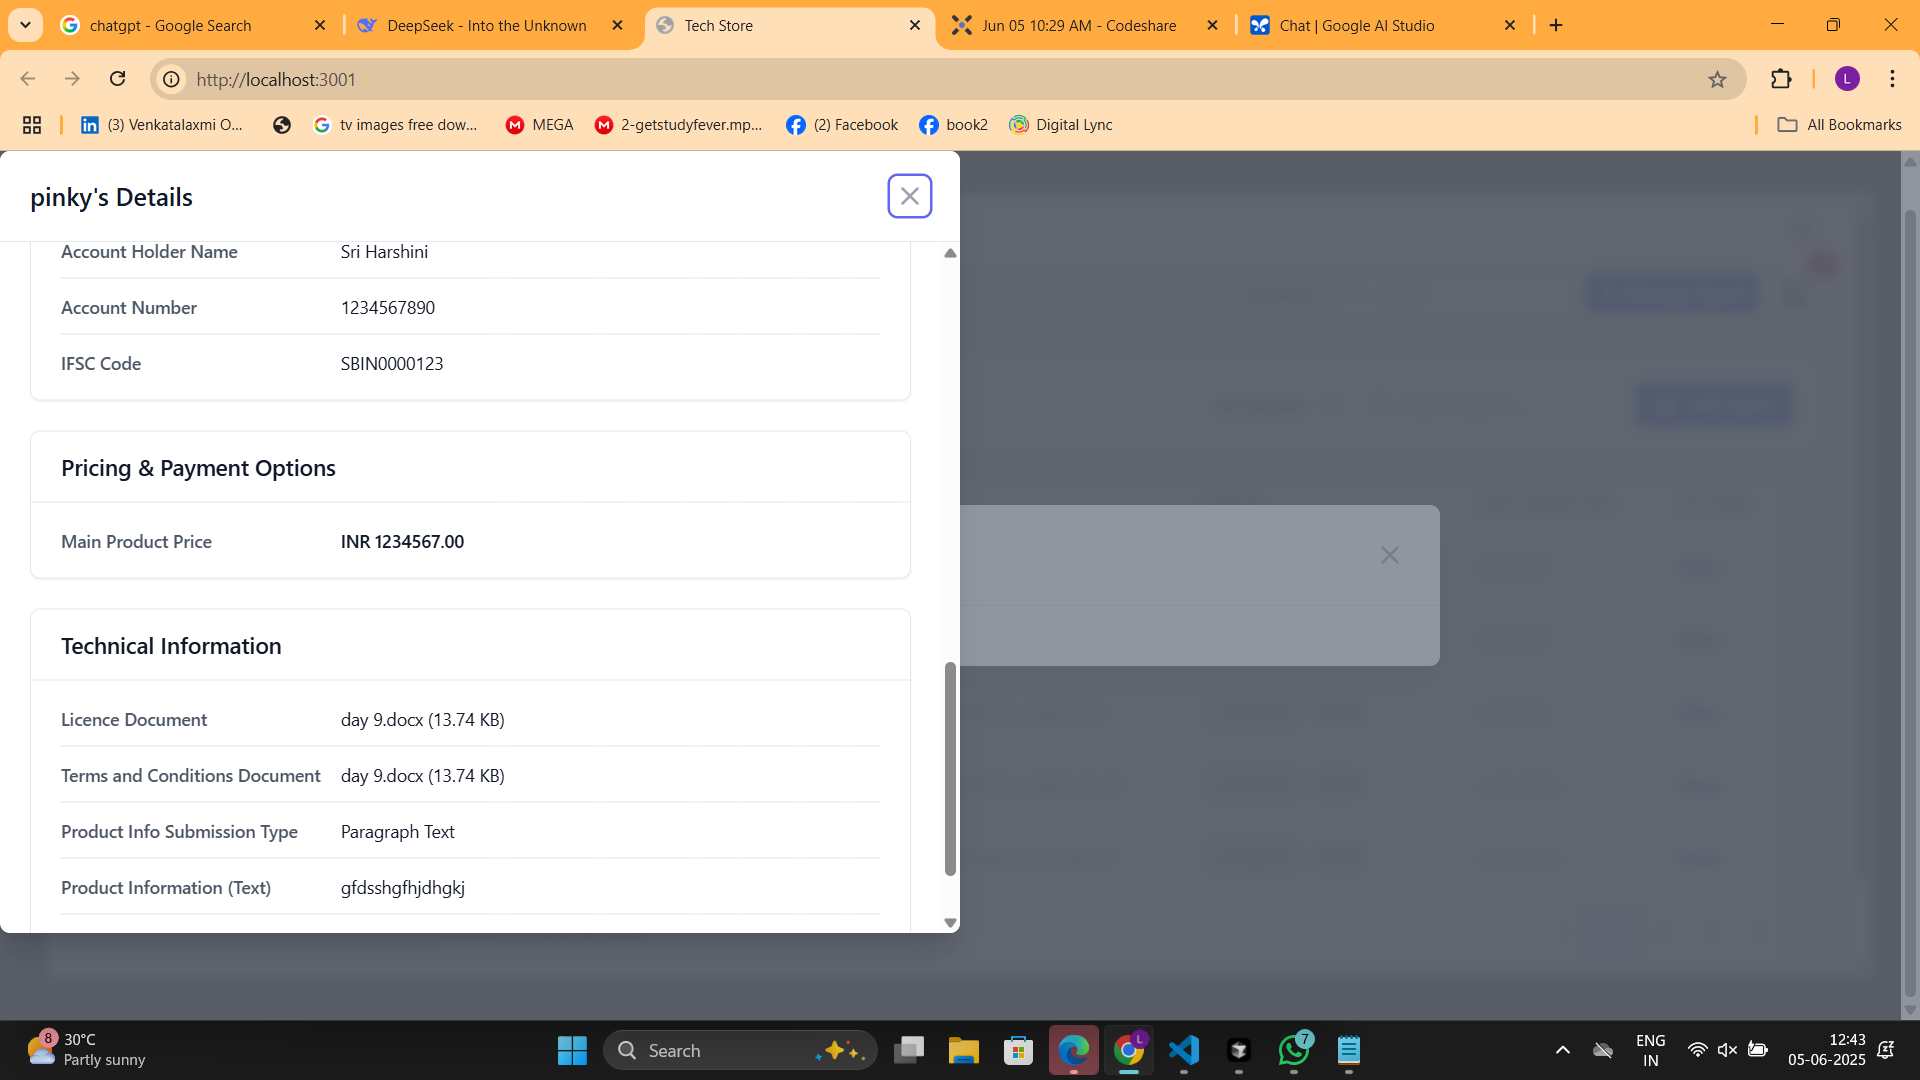 chatgpt - Google Search
DeepSeek - Into the Unknown
Tech Store
Jun 05 10:29 AM - Codeshare
Chat | Google AI Studio
http://localhost:3001
L
(3) Venkatalaxmi O...
tv images free dow...
MEGA
2-getstudyfever.mp...
(2) Facebook
book2
Digital Lync
All Bookmarks
pinky's Details
Account Holder Name Sri Harshini
Account Number 1234567890
IFSC Code SBIN0000123
Pricing & Payment Options
Main Product Price INR 1234567.00
Technical Information
Licence Document day 9.docx (13.74 KB)
Terms and Conditions Document day 9.docx (13.74 KB)
Product Info Submission Type Paragraph Text
Product Information (Text) gfdsshgfhjdhgkj
8
30°C
Partly sunny
Search
L
7
ENG
IN
12:43
05-06-2025